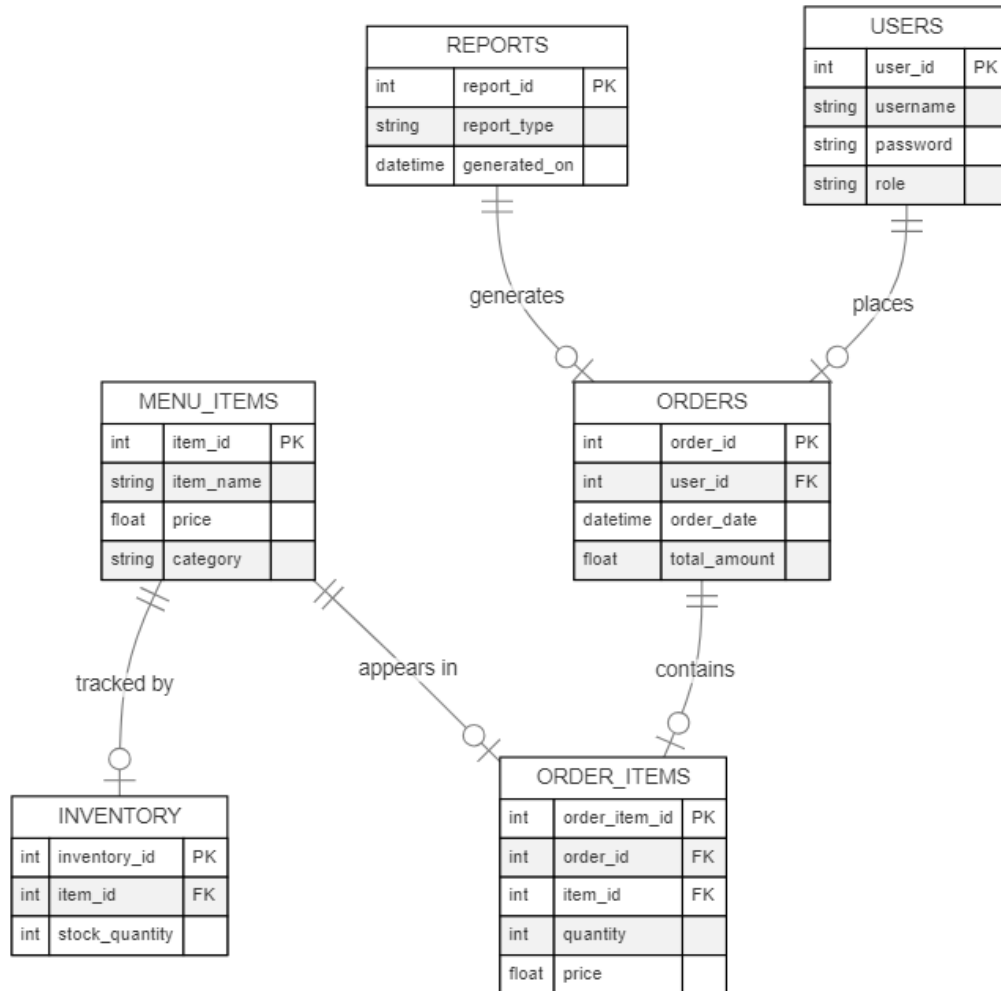 REPORTS
int report_id PK
string report_type
datetime generated_on
USERS
int user_id PK
string username
string password
string role
generates
places
MENU_ITEMS
int item_id PK
string item_name
float price
string category
ORDERS
int order_id PK
int user_id FK
datetime order_date
float total_amount
tracked by
appears in
contains
INVENTORY
int inventory_id PK
int item_id FK
int stock_quantity
ORDER_ITEMS
int order_item_id PK
int order_id FK
int item_id FK
int quantity
float price